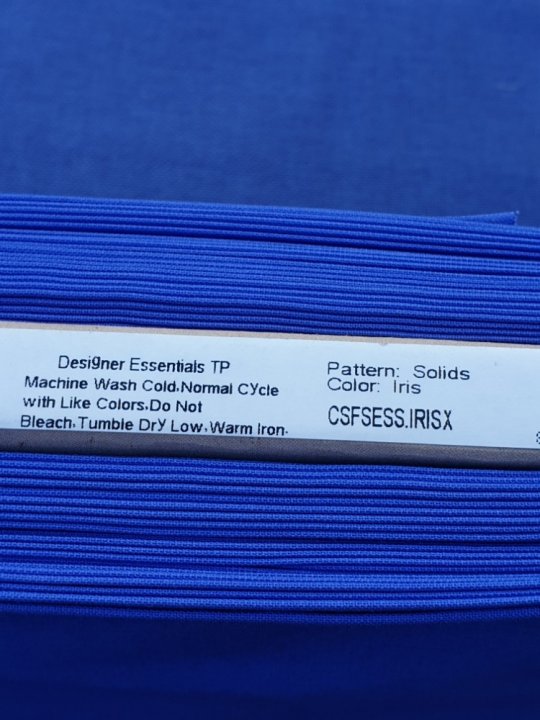 Designer Essentials TP
Machine Wash Cold.Normal Cycle
with Like Colors.Do Not
Bleach.Tumble Dry Low.Warm Iron.
Pattern: Solids
Color: Iris
CSFSESS.IRISX